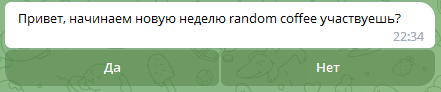 Привет, начинаем новую неделю random coffee участвуешь?
22:34
Да
Нет